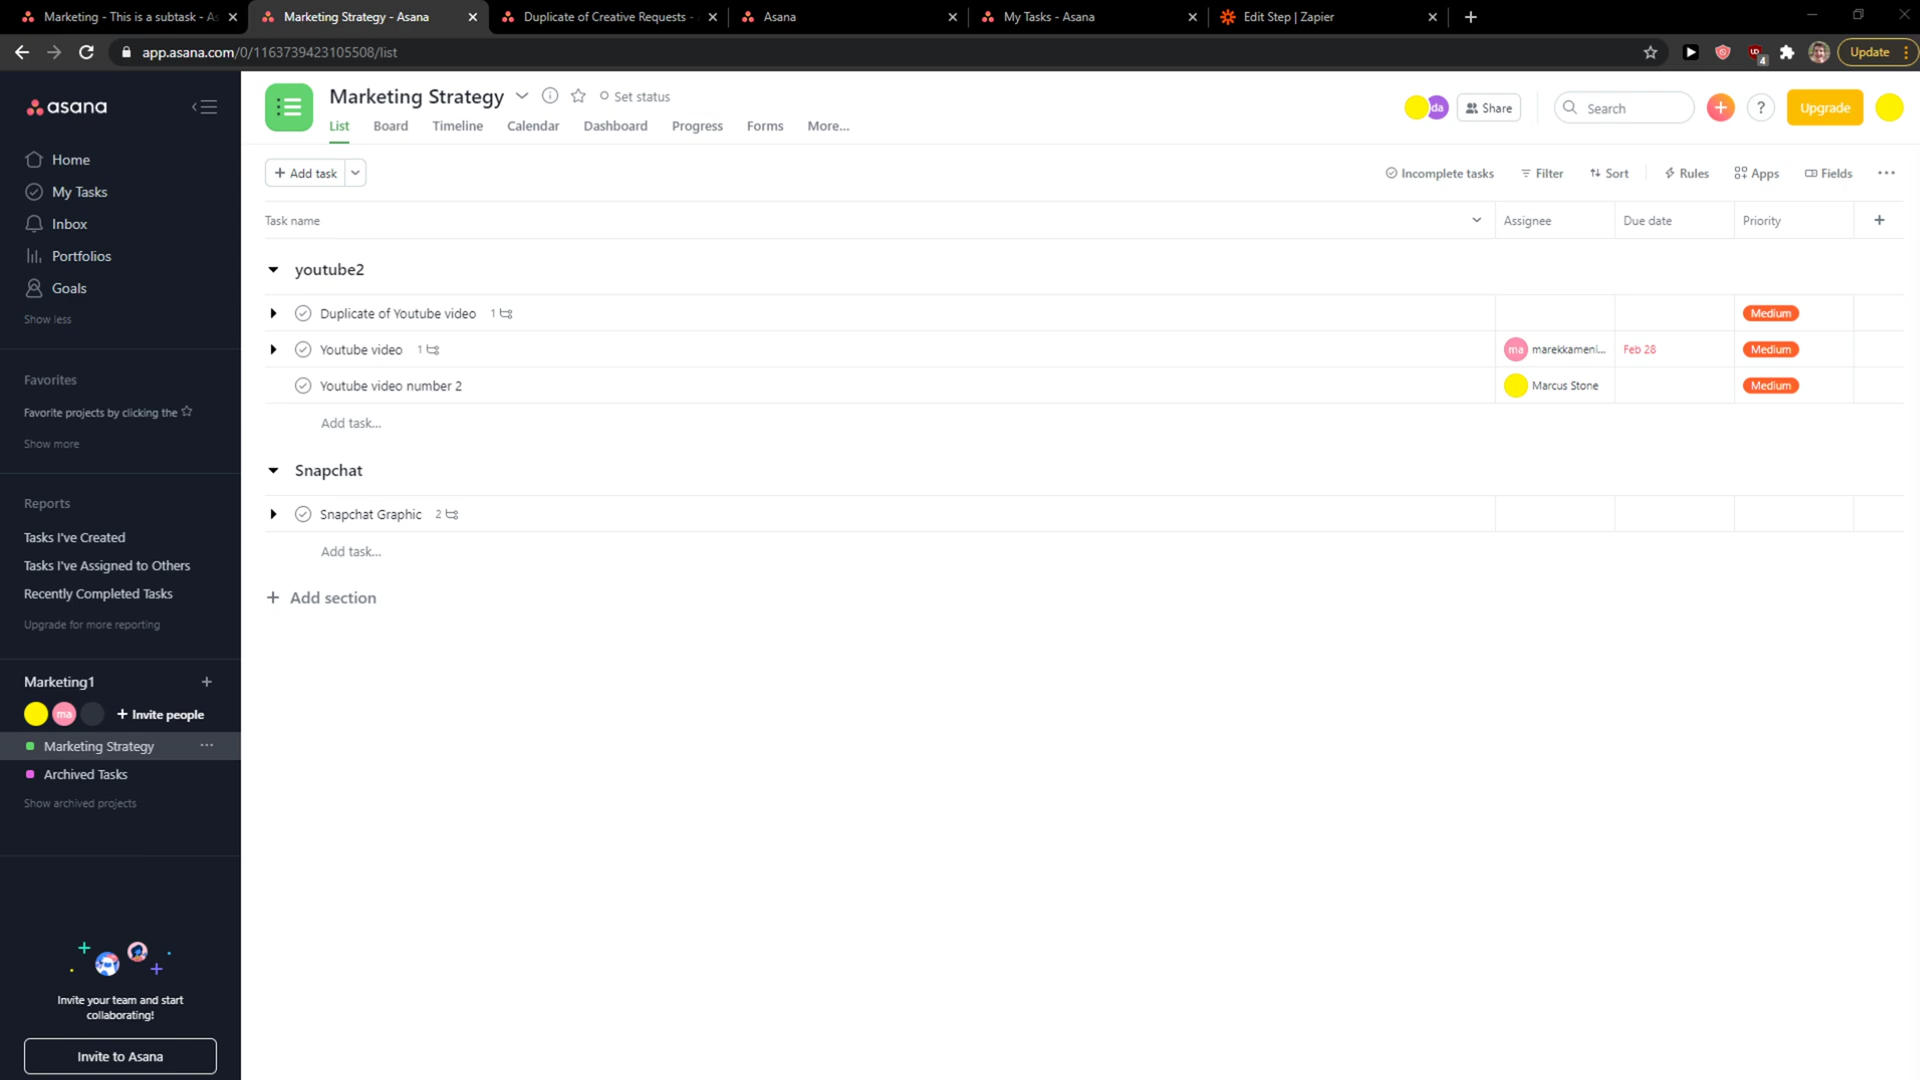 Marketing - This is a subtask - As
Marketing Strategy - Asana
Duplicate of Creative Requests -
Asana
My Tasks - Asana
Edit Step | Zapier
app.asana.com/0/1163739423105508/list
4
Update
asana
Home
My Tasks
Inbox
Portfolios
Goals
Show less
Favorites
Favorite projects by clicking the
Show more
Reports
Tasks I've Created
Tasks I've Assigned to Others
Recently Completed Tasks
Upgrade for more reporting
Marketing1
ma
+ Invite people
Marketing Strategy
Archived Tasks
Show archived projects
Invite your team and start
collaborating!
Invite to Asana
Marketing Strategy
Set status
List
Board
Timeline
Calendar
Dashboard
Progress
Forms
More...
da
Share
Search
?
Upgrade
+ Add task
Incomplete tasks
Filter
Sort
Rules
Apps
Fields
Task name
Assignee
Due date
Priority
youtube2
Duplicate of Youtube video 1
Medium
Youtube video 1
ma marekkameni...
Feb 28
Medium
Youtube video number 2
Marcus Stone
Medium
Add task...
Snapchat
Snapchat Graphic 2
Add task...
+ Add section